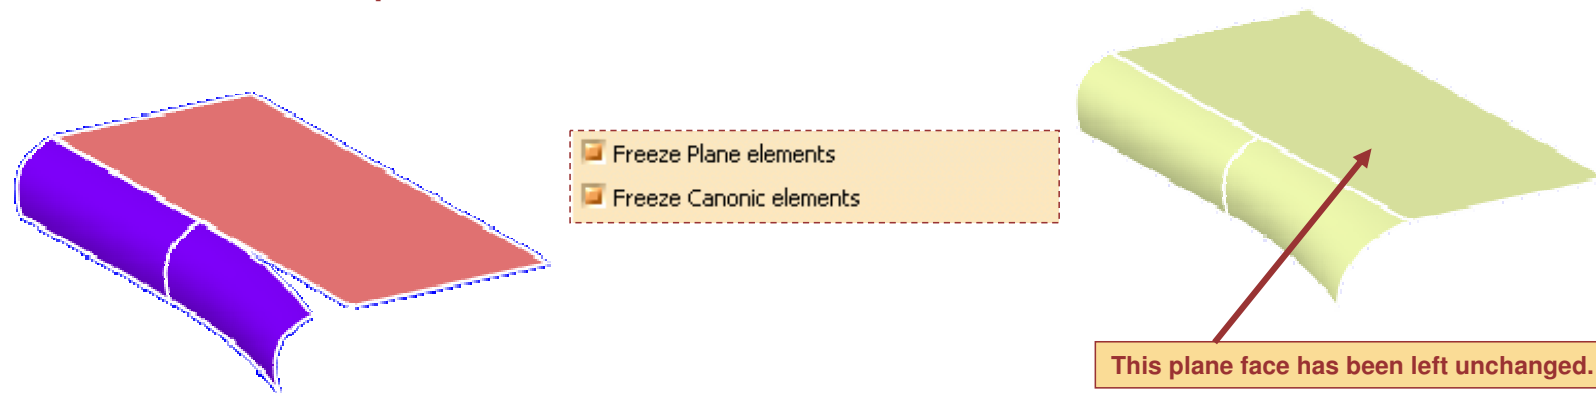 Freeze Plane elements
Freeze Canonic elements
This plane face has been left unchanged.